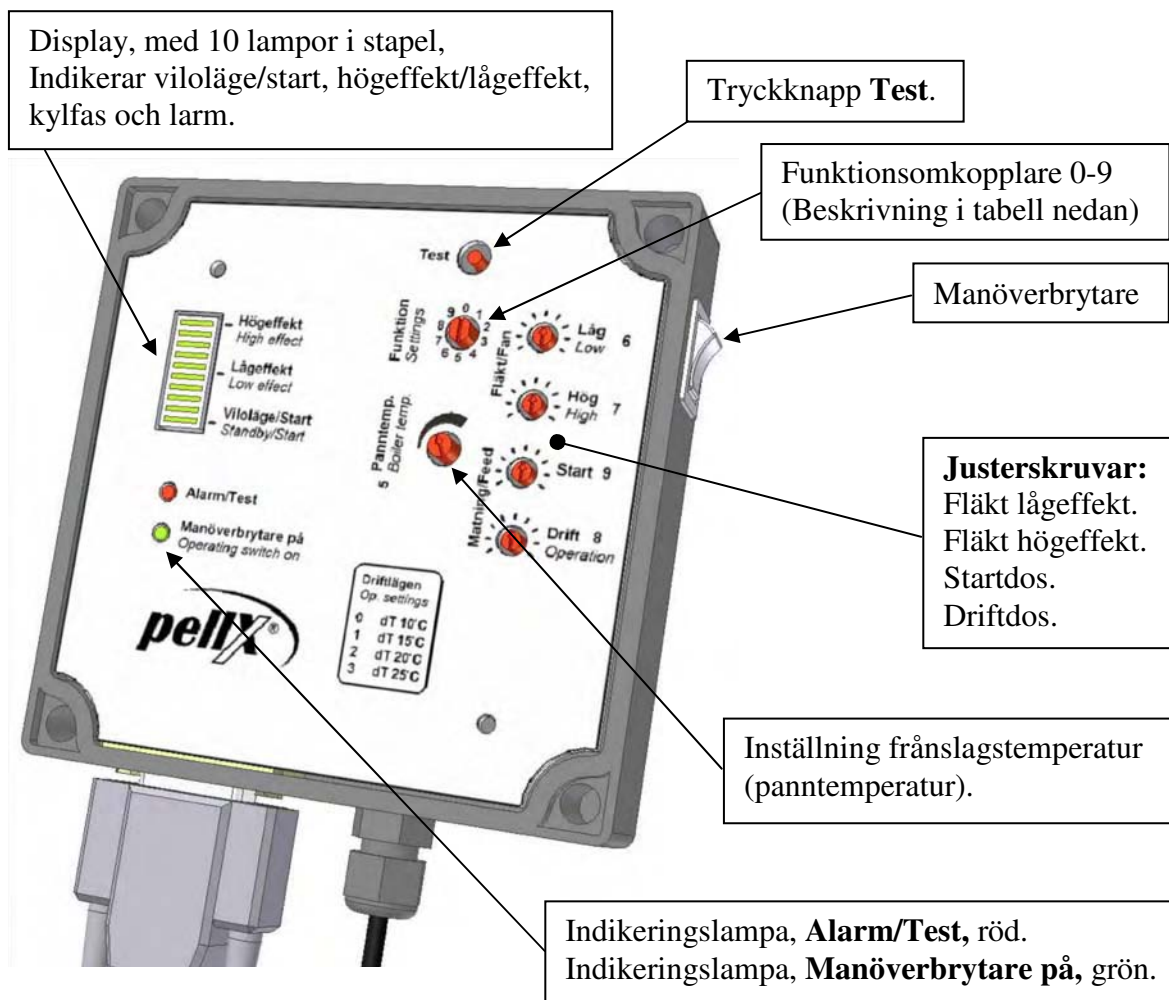 Display, med 10 lampor i stapel,
Indikerar viloläge/start, högeffekt/lågeffekt,
kylfas och larm.
Tryckknapp Test.
Funktionsomkopplare 0-9
(Beskrivning i tabell nedan)
Manöverbrytare
Justerskruvar:
Fläkt lågeffekt.
Fläkt högeffekt.
Startdos.
Driftdos.
Inställning frånslagstemperatur
(panntemperatur).
Indikeringslampa, Alarm/Test, röd.
Indikeringslampa, Manöverbrytare på, grön.
Test
Högeffekt
High effect
Lågeffekt
Low effect
Viloläge/Start
Standby/Start
Alarm/Test
Manöverbrytare på
Operating switch on
pellX®
Funktion
Settings
0
1
2
3
4
5
6
7
8
9
Fläkt/Fan
Låg 6
Low
Hög 7
High
5 Panntemp.
Boiler temp.
Matning/Feed
Start 9
Drift 8
Operation
Driftlägen
Op. settings
0 dT 10°C
1 dT 15°C
2 dT 20°C
3 dT 25°C